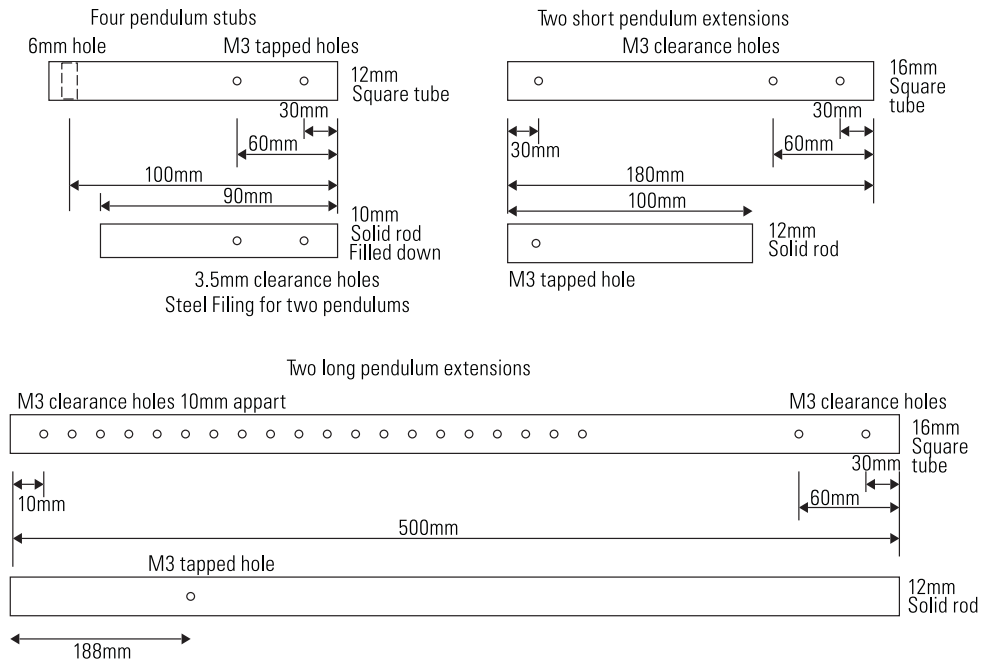 Four pendulum stubs
6mm hole
M3 tapped holes
12mm
Square tube
30mm
60mm
100mm
90mm
10mm
Solid rod
Filled down
3.5mm clearance holes
Steel Filing for two pendulums
Two short pendulum extensions
M3 clearance holes
16mm
Square
tube
30mm
30mm
60mm
180mm
100mm
12mm
Solid rod
M3 tapped hole
Two long pendulum extensions
M3 clearance holes 10mm appart
M3 clearance holes
16mm
Square
tube
30mm
10mm
60mm
500mm
M3 tapped hole
12mm
Solid rod
188mm